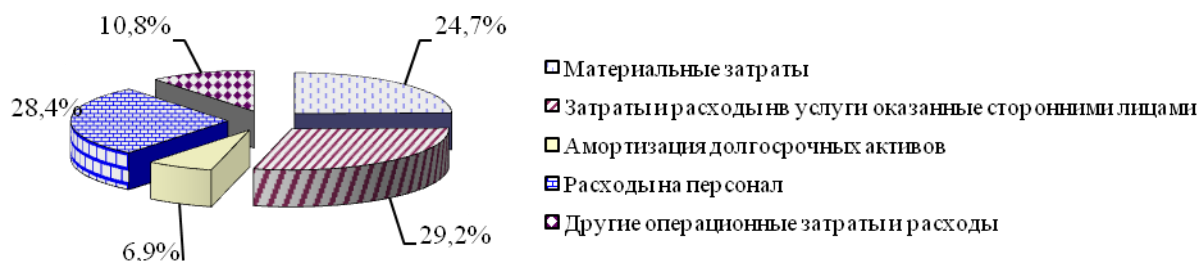 10,8%
24,7%
28,4%
6,9%
29,2%
Материальные затраты
Затраты и расходы нв услуги оказанные сторонними лицами
Амортизация долгосрочных активов
Расходы на персонал
Другие операционные затраты и расходы